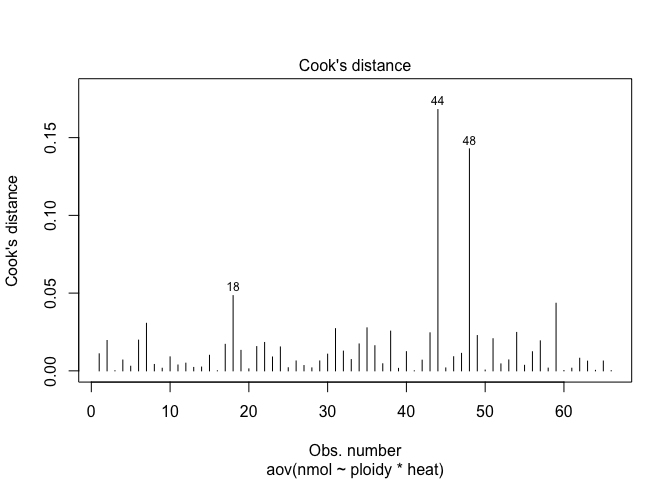 Cook's distance
44
48
18
Cook's distance
0.15
0.10
0.05
0.00
0 10 20 30 40 50 60
Obs. number
aov(nmol ~ ploidy * heat)